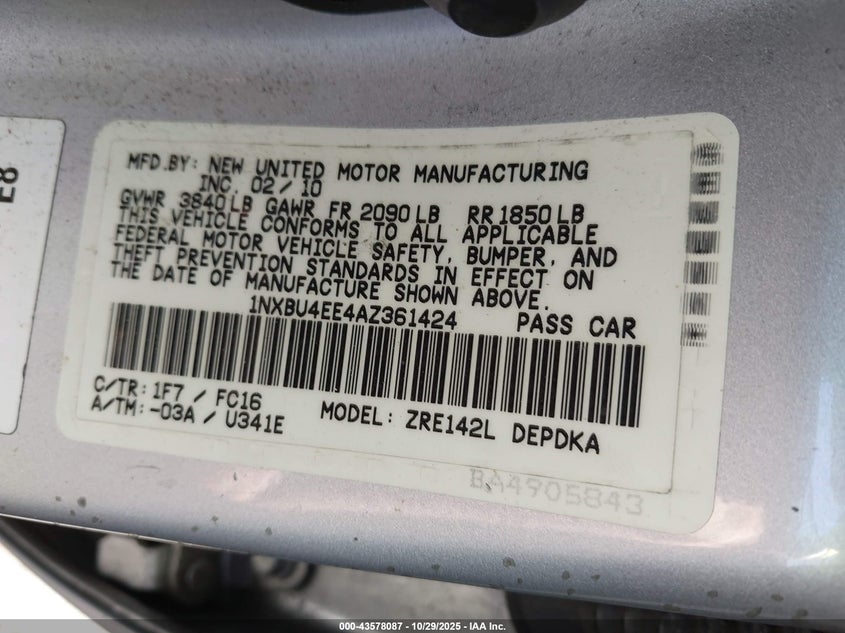 E8
MFD.BY: NEW UNITED MOTOR MANUFACTURING
INC. 02/10
GVWR 3840LB GAWR FR 2090LB RR 1850LB
THIS VEHICLE CONFORMS TO ALL APPLICABLE
FEDERAL MOTOR VEHICLE SAFETY, BUMPER, AND
THEFT PREVENTION STANDARDS IN EFFECT ON
THE DATE OF MANUFACTURE SHOWN ABOVE.
1NXBU4EE4AZ361424 PASS CAR
C/TR: 1F7 / FC16
A/TM: -03A / U341E MODEL: ZRE142L DEPDKA
BA4905843
000-43578087 - 10/29/2025 - IAA Inc.